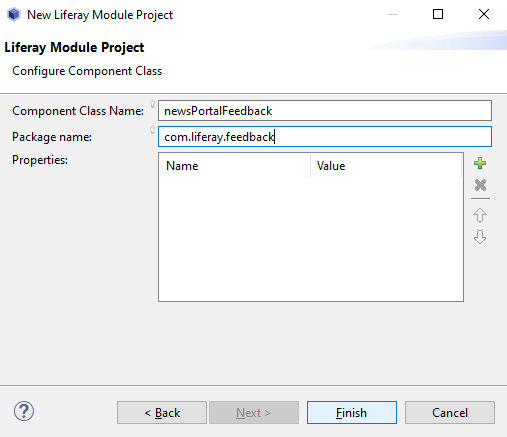 New Liferay Module Project
Liferay Module Project
Configure Component Class
Component Class Name: newsPortalFeedback
Package name: com.liferay.feedback
Properties:
Name Value
< Back Next > Finish Cancel